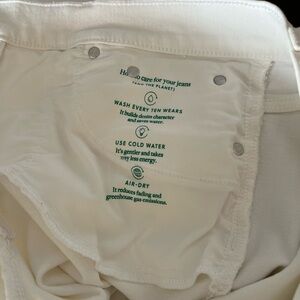 How to care for your jeans
(AND THE PLANET)
WASH EVERY TEN WEARS
It builds denim character
and saves water.
USE COLD WATER
It's gentler and takes
way less energy.
AIR-DRY
It reduces fading and
greenhouse gas emissions.